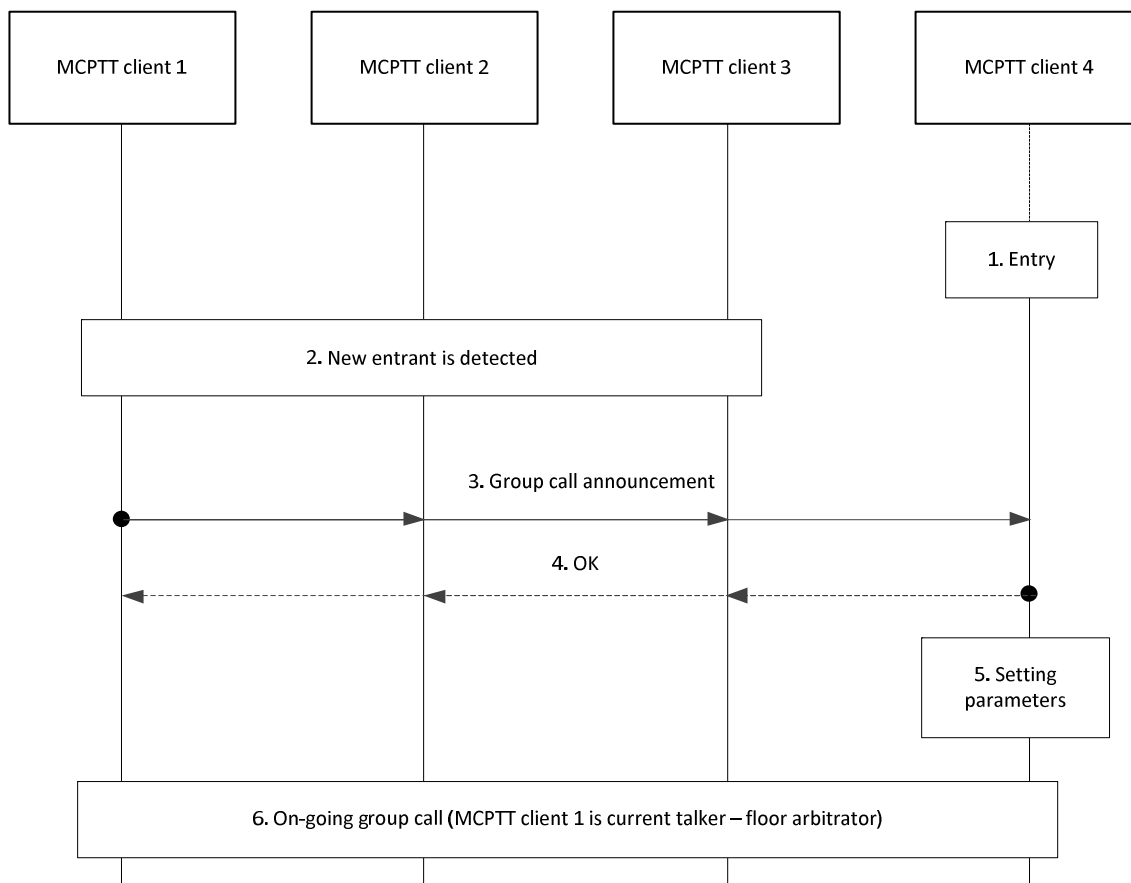 MCPTT client 1
MCPTT client 2
MCPTT client 3
MCPTT client 4
1. Entry
2. New entrant is detected
3. Group call announcement
4. OK
5. Setting
parameters
6. On-going group call (MCPTT client 1 is current talker – floor arbitrator)